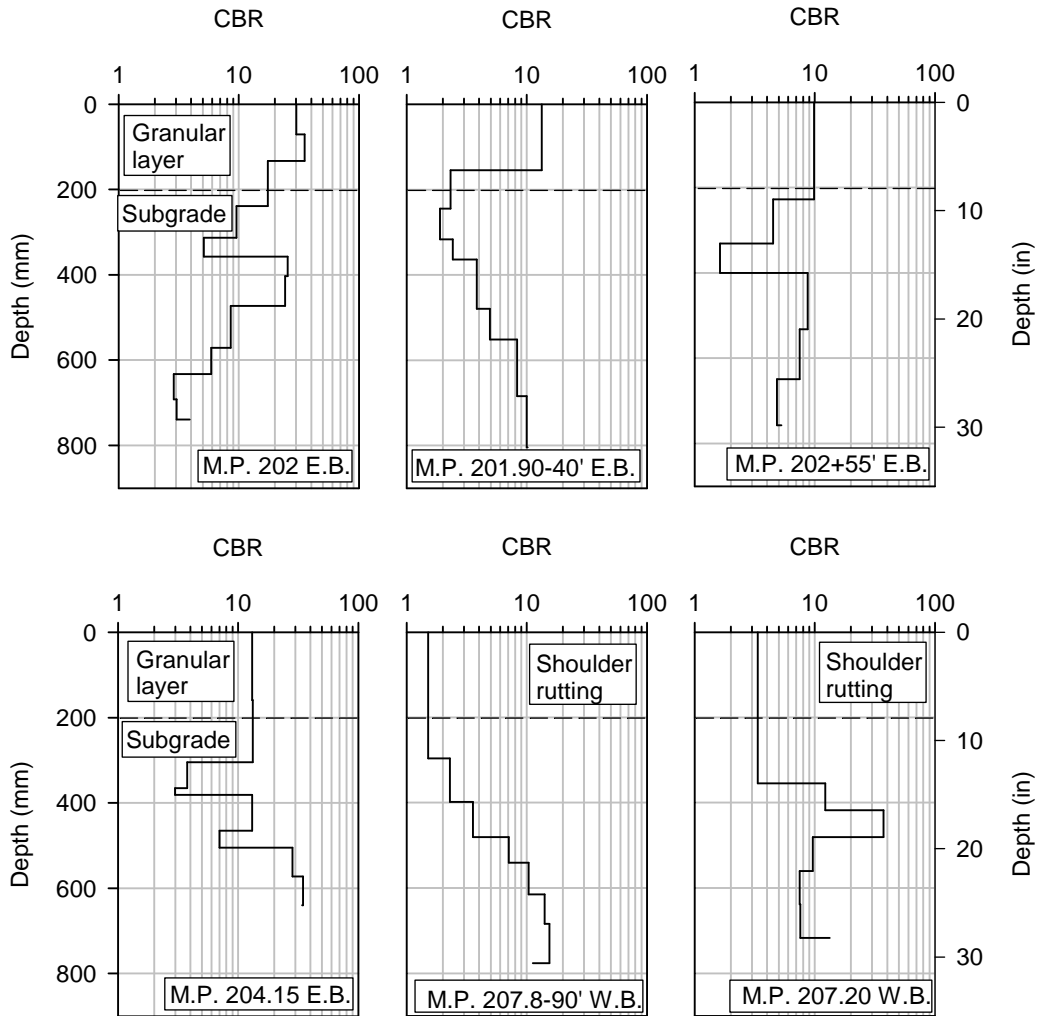 CBR CBR CBR
1 10 100 1 10 100 1 10 100
0 0
Granular
layer
200
Subgrade 10
400
20
600
30
800
Depth (mm)
Depth (in)
M.P. 202 E.B. M.P. 201.90-40' E.B. M.P. 202+55' E.B.
CBR CBR CBR
1 10 100 1 10 100 1 10 100
0 0
Granular
layer
Shoulder
rutting
Shoulder
rutting
200
Subgrade 10
400
20
600
30
800
Depth (mm)
Depth (in)
M.P. 204.15 E.B. M.P. 207.8-90' W.B. M.P. 207.20 W.B.